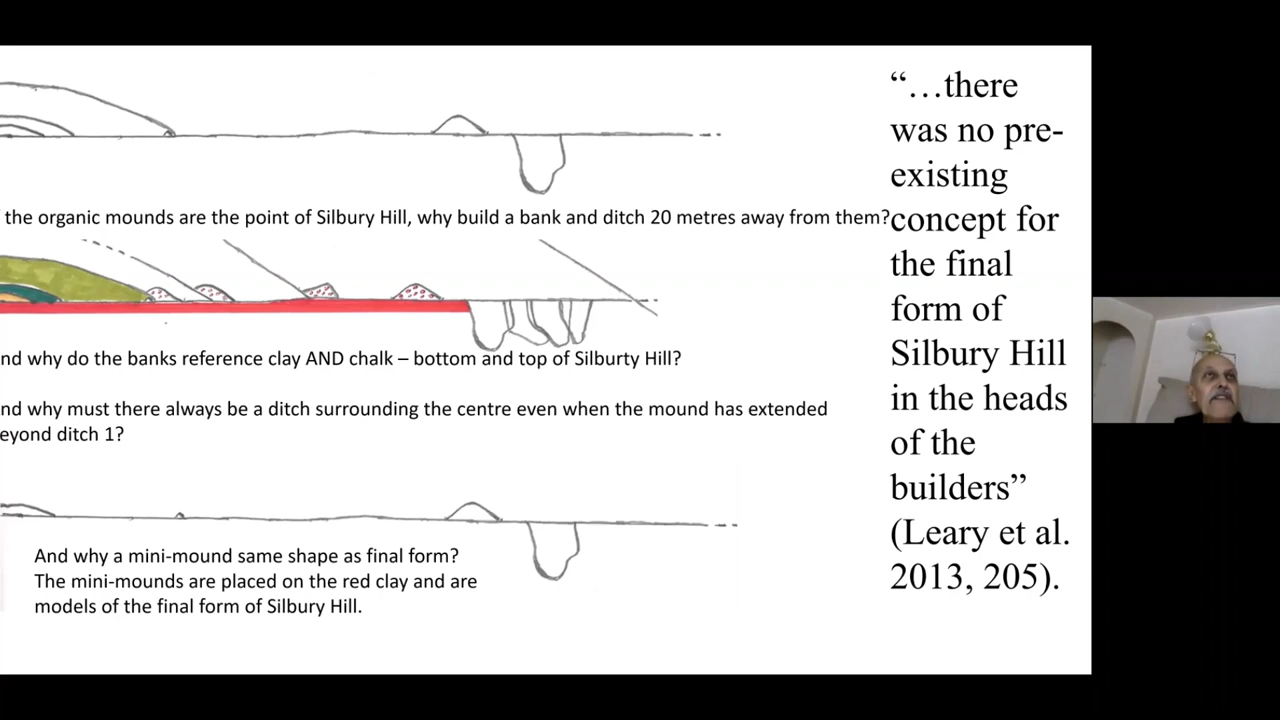 the organic mounds are the point of Silbury Hill, why build a bank and ditch 20 metres away from them?
nd why do the banks reference clay AND chalk – bottom and top of Silburty Hill?
nd why must there always be a ditch surrounding the centre even when the mound has extended
eyond ditch 1?
And why a mini-mound same shape as final form?
The mini-mounds are placed on the red clay and are
models of the final form of Silbury Hill.
“…there
was no pre-
existing
concept for
the final
form of
Silbury Hill
in the heads
of the
builders”
(Leary et al.
2013, 205).